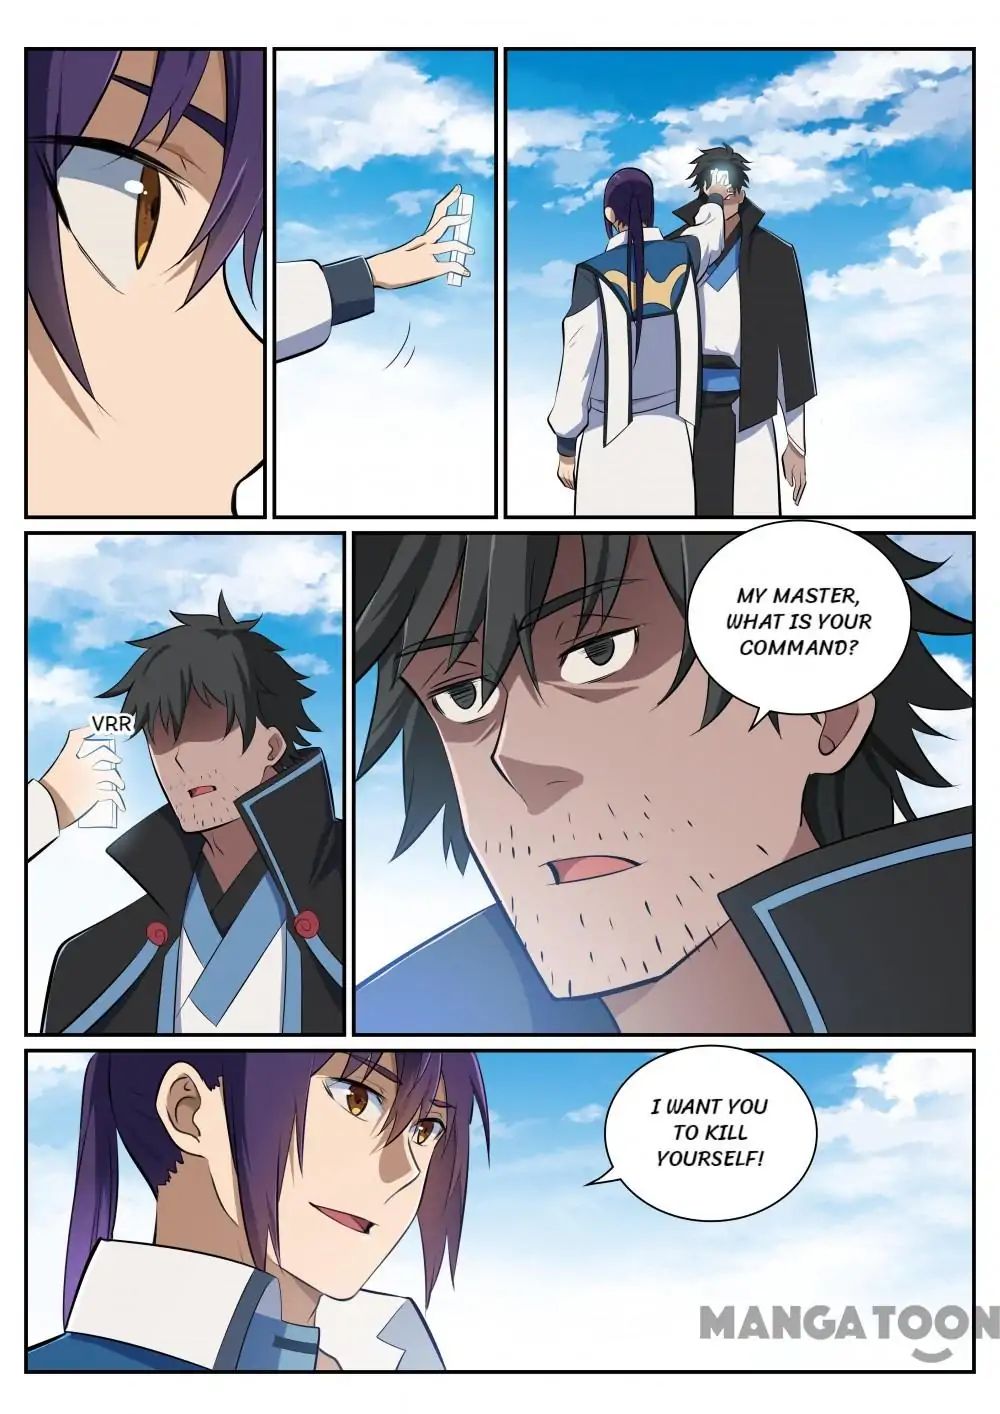 VRR
MY MASTER,
WHAT IS YOUR
COMMAND?
I WANT YOU
TO KILL
YOURSELF!
MANGATOON